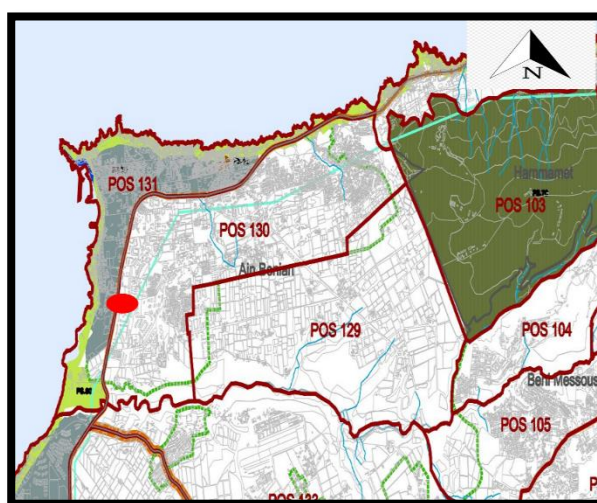 N
Hammamet
POS 131
POS 103
POS 130
Ain Benian
POS 129
POS 104
Beni Messous
POS 105